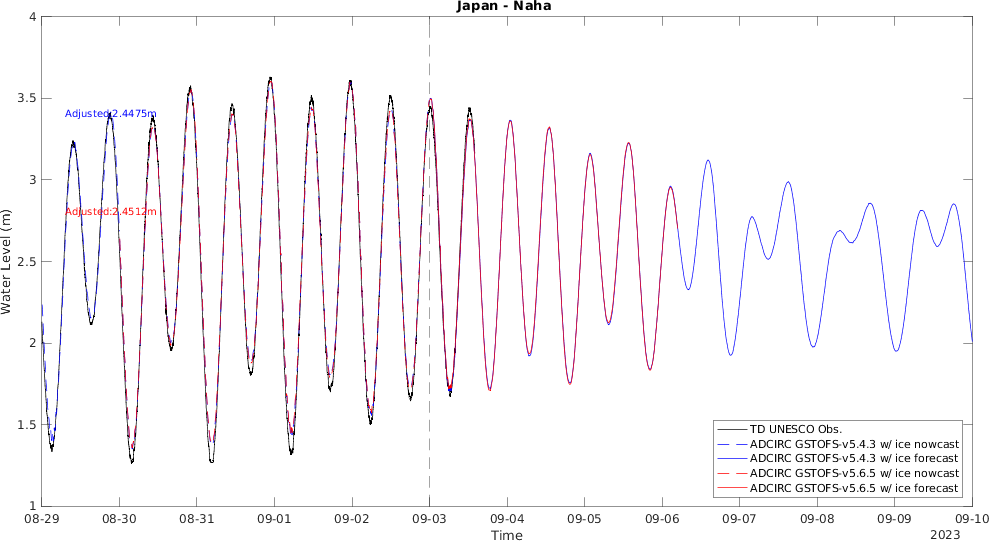 Japan - Naha
Water Level (m)
4
3.5
3
2.5
2
1.5
1
Adjusted:2.4475m
Adjusted:2.4512m
TD UNESCO Obs.
ADCIRC GSTOFS-v5.4.3 w/ ice nowcast
ADCIRC GSTOFS-v5.4.3 w/ ice forecast
ADCIRC GSTOFS-v5.6.5 w/ ice nowcast
ADCIRC GSTOFS-v5.6.5 w/ ice forecast
08-29 08-30 08-31 09-01 09-02 09-03 09-04 09-05 09-06 09-07 09-08 09-09 09-10
Time
2023